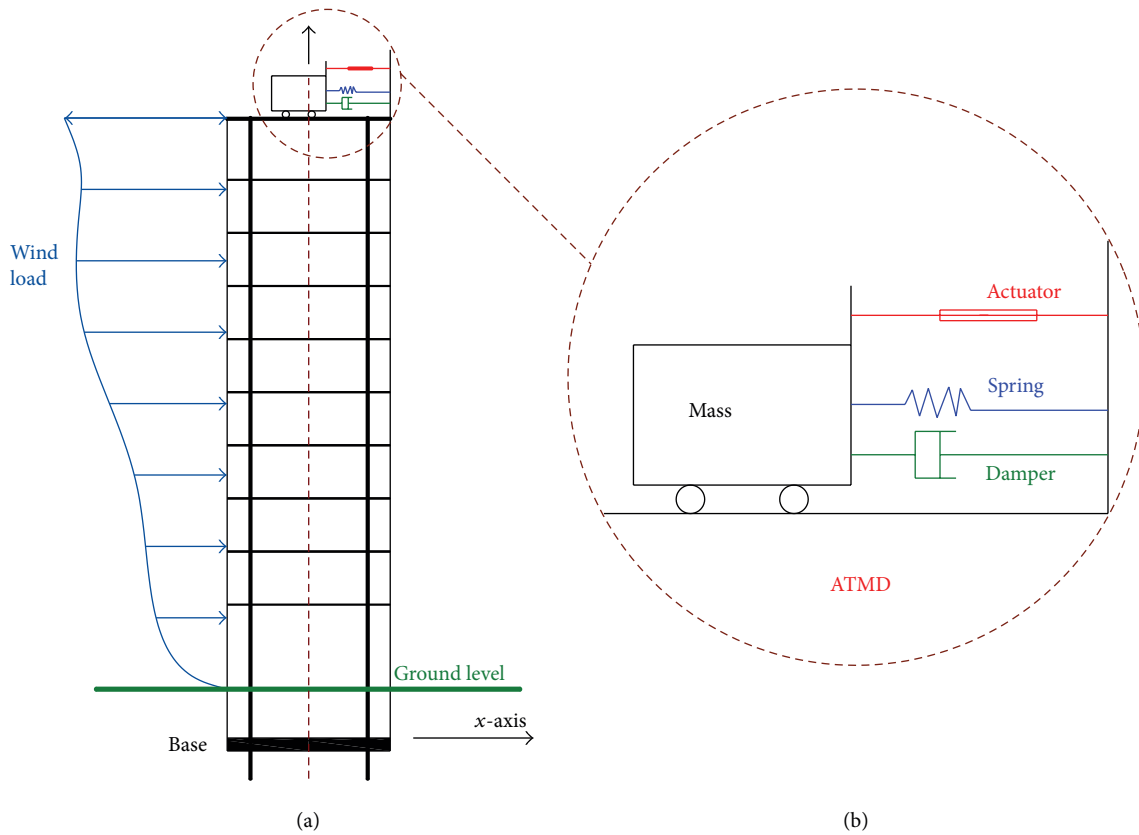 Wind
load
Ground level
x-axis
Base
(a)
Actuator
Spring
Mass
Damper
ATMD
(b)